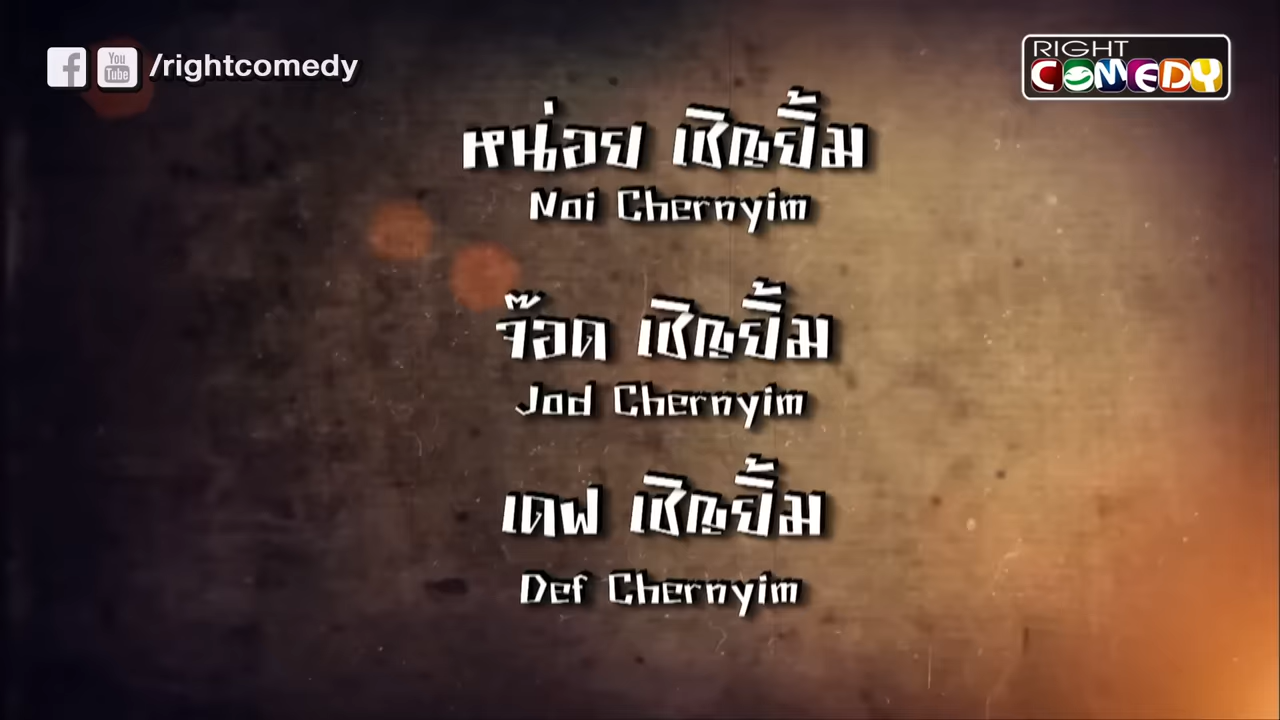 /rightcomedy
RIGHT
COMEDY
หน่อย เชิญยิ้ม
Noi Chernyim
จ๊อด เชิญยิ้ม
Jod Chernyim
เดฟ เชิญยิ้ม
Def Chernyim